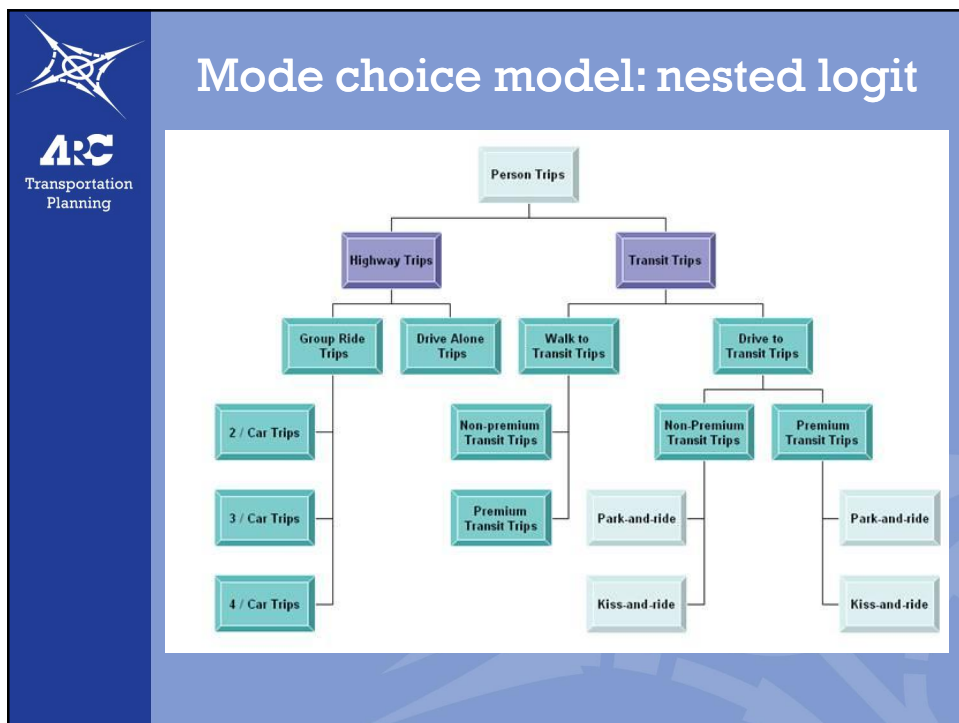 Mode choice model: nested logit
ARC
Transportation
Planning
Person Trips
Highway Trips
Transit Trips
Group Ride
Trips
Drive Alone
Trips
Walk to
Transit Trips
Drive to
Transit Trips
2 / Car Trips
Non-premium
Transit Trips
Non-Premium
Transit Trips
Premium
Transit Trips
3 / Car Trips
Premium
Transit Trips
Park-and-ride
Park-and-ride
4 / Car Trips
Kiss-and-ride
Kiss-and-ride